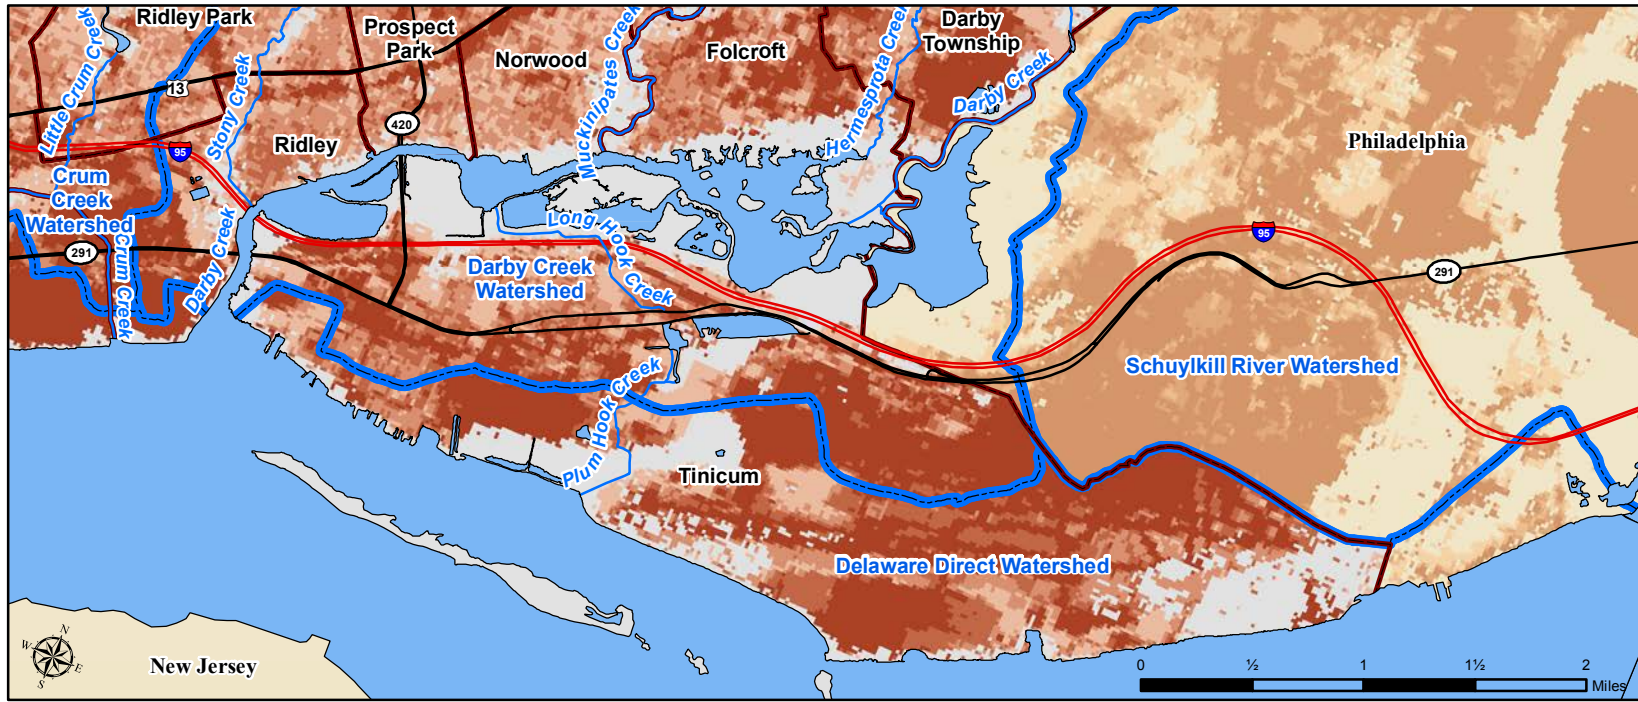 Ridley Park
Prospect
Park
Norwood
Folcroft
Darby
Township
Little Crum Creek
Stony Creek
Muckinipates Creek
Hermesprota Creek
Darby Creek
13
420
95
Ridley
Philadelphia
Crum
Creek
Watershed
291
Crum Creek
Darby Creek
Long Hook Creek
Darby Creek
Watershed
95
291
Schuylkill River Watershed
Plum Hook Creek
Tinicum
Delaware Direct Watershed
New Jersey
N
W
E
S
0 ½ 1 1½ 2
Miles